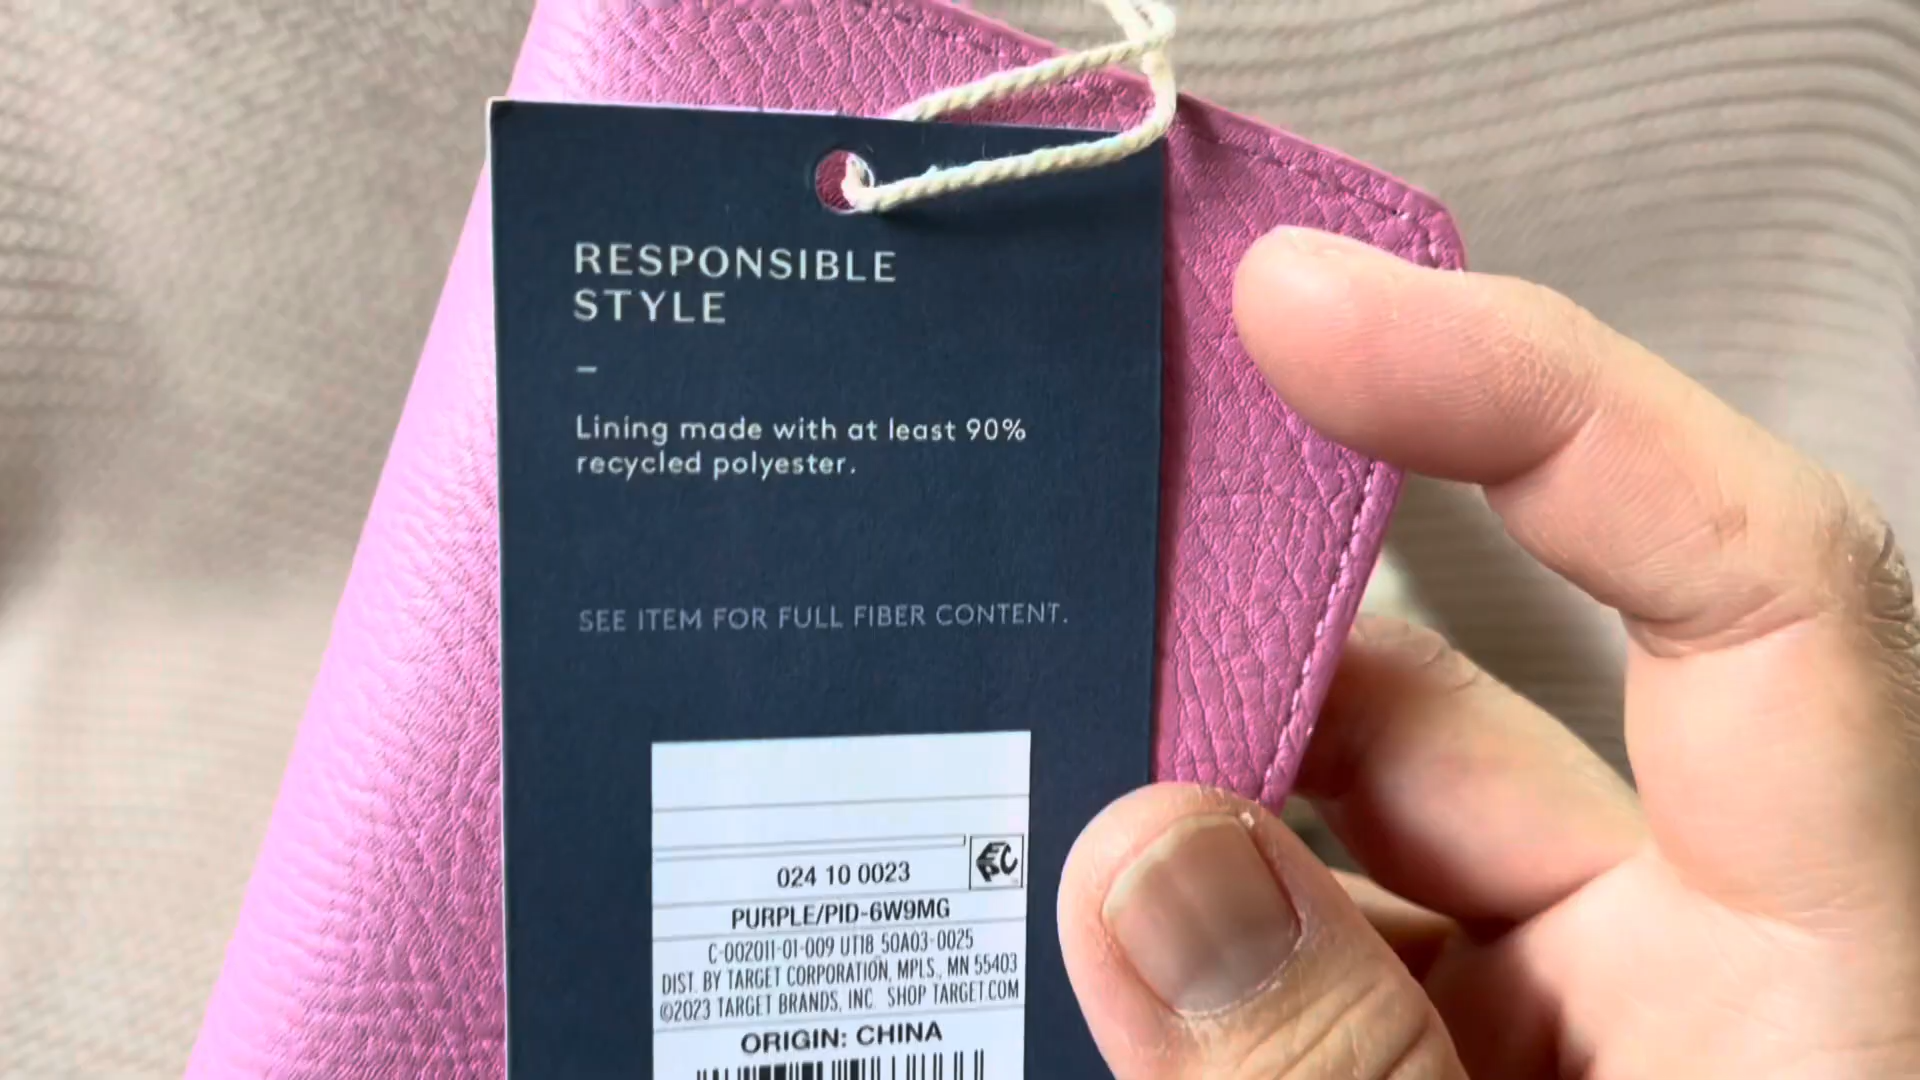 RESPONSIBLE
STYLE
–
Lining made with at least 90%
recycled polyester.
SEE ITEM FOR FULL FIBER CONTENT.
024 10 0023
PURPLE/PID-6W9MG
C-002011-01-009 UT18 50A03-0025
DIST. BY TARGET CORPORATION, MPLS., MN 55403
©2023 TARGET BRANDS, INC. SHOP TARGET.COM
ORIGIN: CHINA